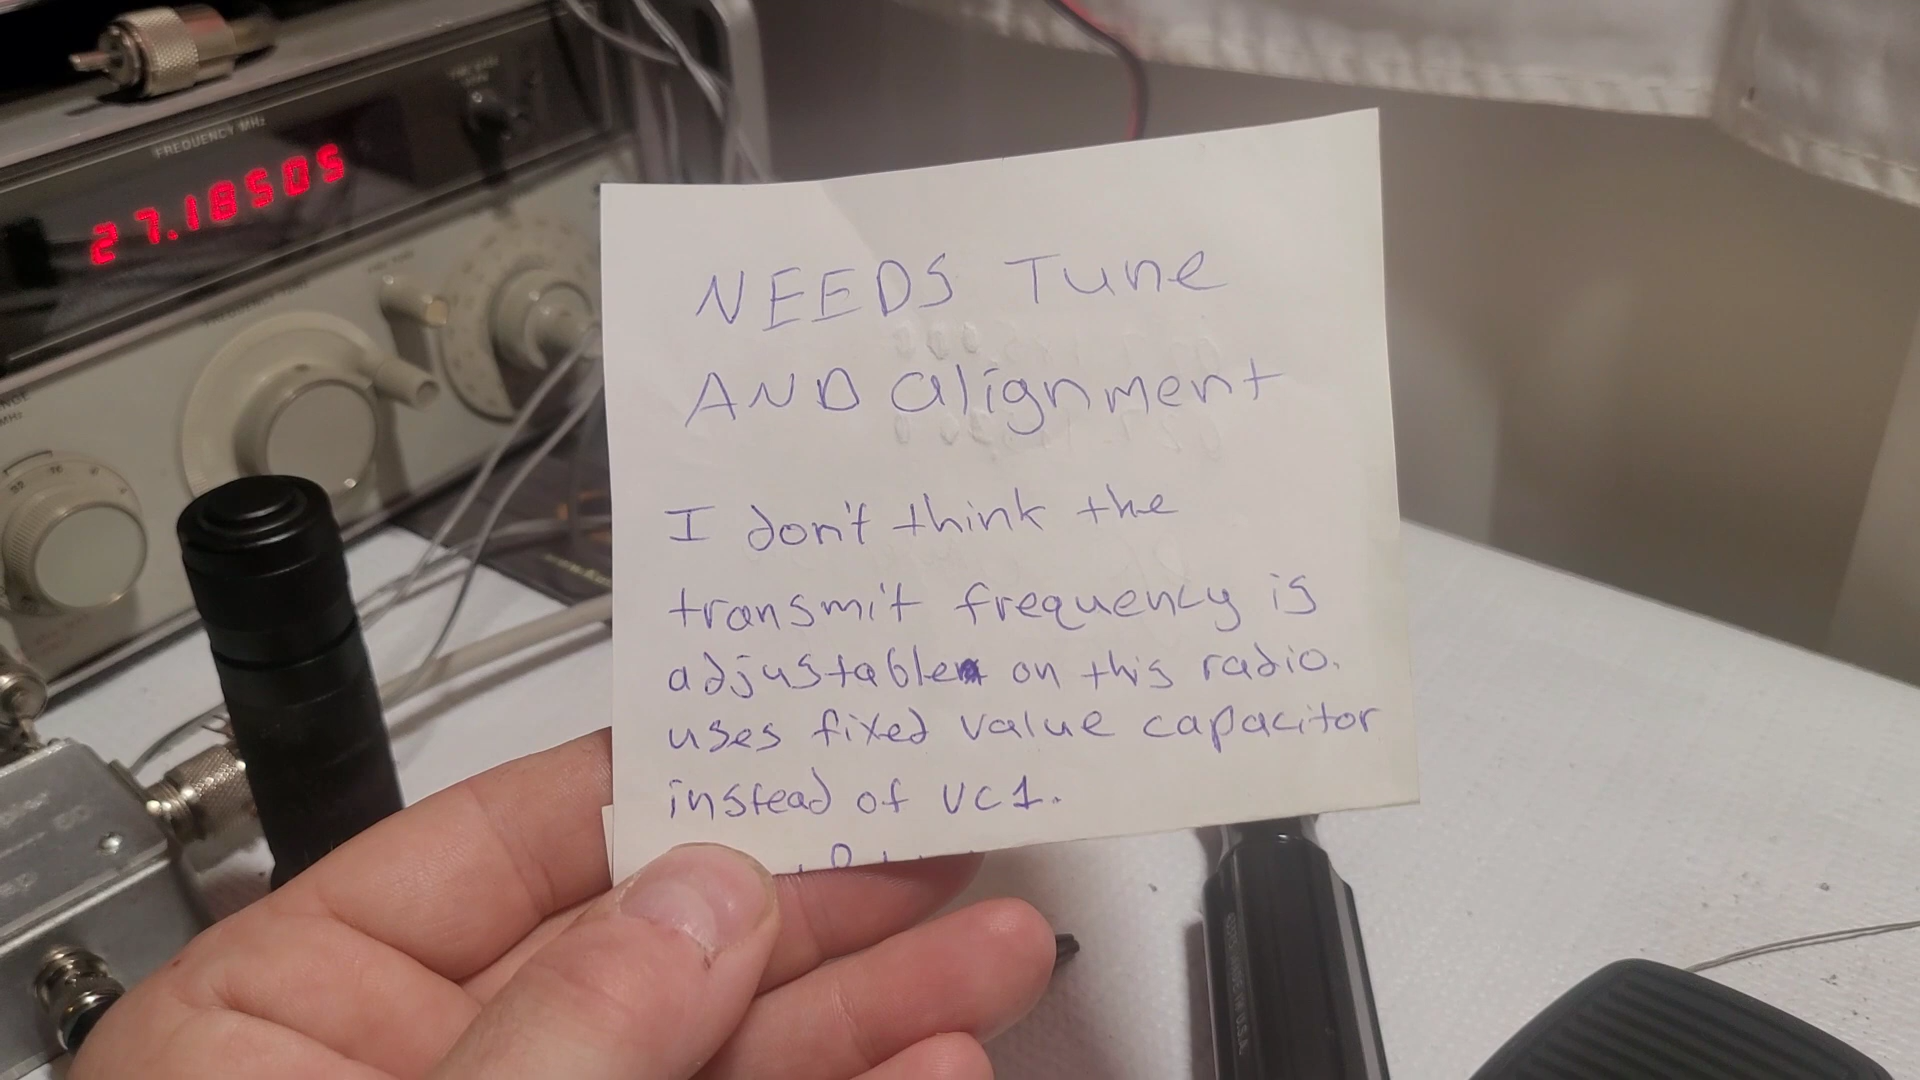 FREQUENCY MHz
27.18505
NEEDS Tune
AND alignment
I don't think the
transmit frequency is
adjustable on this radio.
uses fixed value capacitor
instead of VC1.